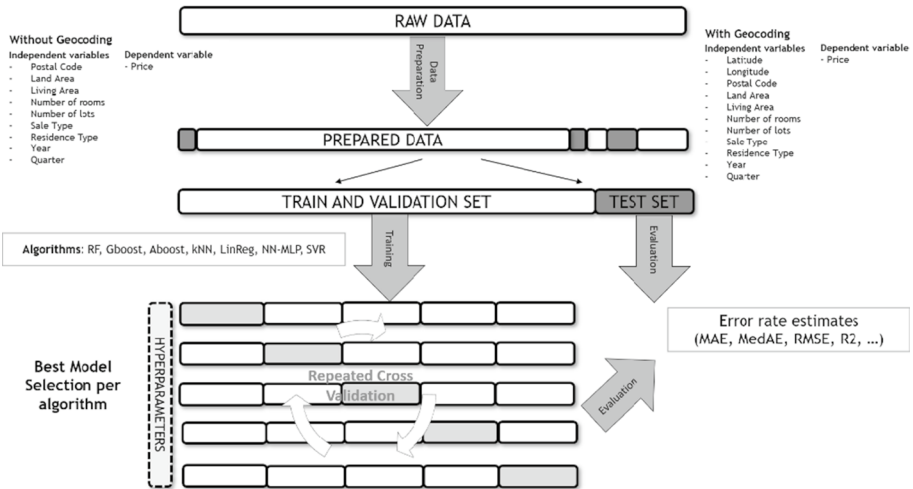 RAW DATA
Without Geocoding
Independent variables Dependent variable
- Postal Code - Price
- Land Area
- Living Area
- Number of rooms
- Number of lots
- Sale Type
- Residence Type
- Year
- Quarter
With Geocoding
Independent variables Dependent variable
- Latitude - Price
- Longitude
- Postal Code
- Land Area
- Living Area
- Number of rooms
- Number of lots
- Sale Type
- Residence Type
- Year
- Quarter
Data
Preparation
PREPARED DATA
TRAIN AND VALIDATION SET
TEST SET
Algorithms: RF, Gboost, Aboost, kNN, LinReg, NN-MLP, SVR
Training
Evaluation
Error rate estimates
(MAE, MedAE, RMSE, R2, ...)
Best Model
Selection per
algorithm
HYPERPARAMETERS
Repeated Cross
Validation
Evaluation